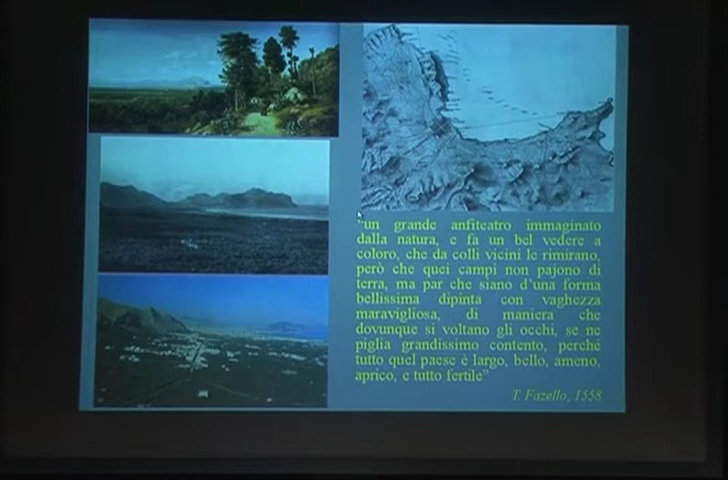 “un grande anfiteatro immaginato
dalla natura, e fa un bel vedere a
coloro, che da colli vicini le rimirano,
però che quei campi non pajono di
terra, ma par che siano d’una forma
bellissima dipinta con vaghezza
maravigliosa, di maniera che
dovunque si voltano gli occhi, se ne
piglia grandissimo contento, perché
tutto quel paese è largo, bello, ameno,
aprico, e tutto fertile”
T. Fazello, 1558